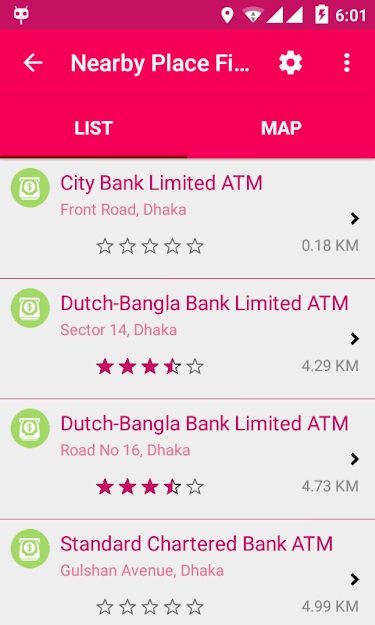 6:01
Nearby Place Fi...
LIST
MAP
City Bank Limited ATM
Front Road, Dhaka
0.18 KM
Dutch-Bangla Bank Limited ATM
Sector 14, Dhaka
4.29 KM
Dutch-Bangla Bank Limited ATM
Road No 16, Dhaka
4.73 KM
Standard Chartered Bank ATM
Gulshan Avenue, Dhaka
4.99 KM